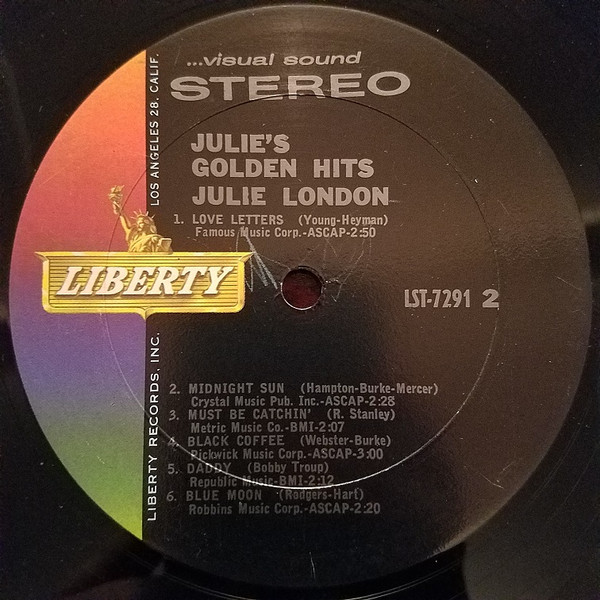 ...visual sound
STEREO
JULIE'S
GOLDEN HITS
JULIE LONDON
1. LOVE LETTERS (Young-Heyman)
Famous Music Corp.-ASCAP-2:50
LIBERTY
LST-7291 2
2. MIDNIGHT SUN (Hampton-Burke-Mercer)
Crystal Music Pub. Inc.-ASCAP-2:28
3. MUST BE CATCHIN' (R. Stanley)
Metric Music Co.-BMI-2:07
4. BLACK COFFEE (Webster-Burke)
Pickwick Music Corp.-ASCAP-3:00
5. DADDY (Bobby Troup)
Republic Music-BMI-2:12
6. BLUE MOON (Rodgers-Hart)
Robbins Music Corp.-ASCAP-2:20
LIBERTY RECORDS, INC.
LOS ANGELES 28, CALIF.